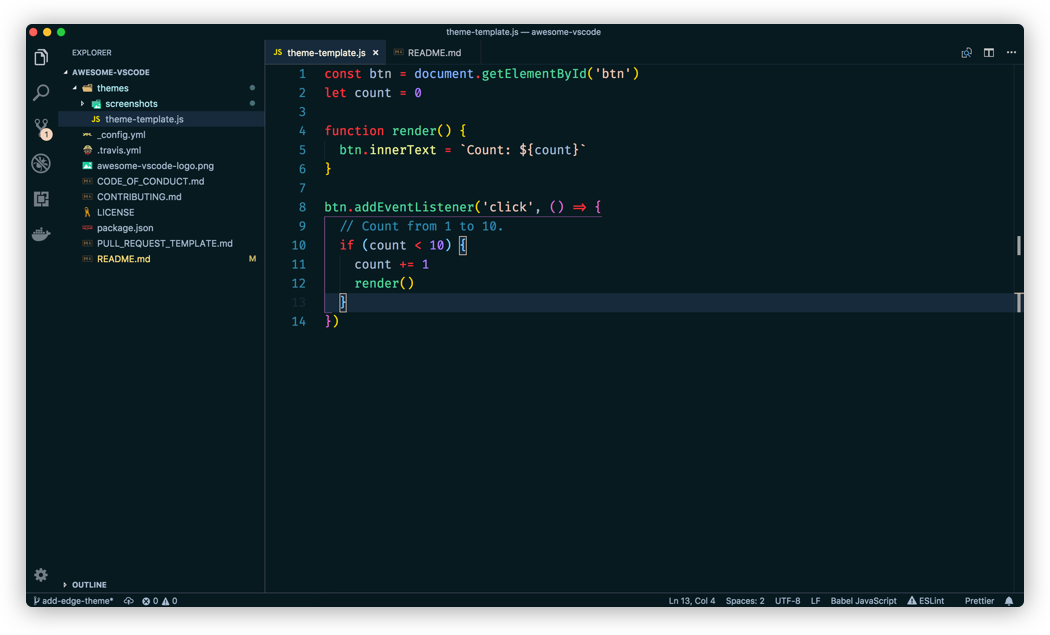 theme-template.js — awesome-vscode
EXPLORER
AWESOME-VSCODE
themes
screenshots
JS theme-template.js
_config.yml
.travis.yml
awesome-vscode-logo.png
CODE_OF_CONDUCT.md
CONTRIBUTING.md
LICENSE
package.json
PULL_REQUEST_TEMPLATE.md
README.md M
1
OUTLINE
JS theme-template.js × README.md
1 const btn = document.getElementById('btn')
2 let count = 0
3
4 function render() {
5 btn.innerText = `Count: ${count}`
6 }
7
8 btn.addEventListener('click', () => {
9 // Count from 1 to 10.
10 if (count < 10) {
11 count += 1
12 render()
13 }
14 })
add-edge-theme* 0 0 Ln 13, Col 4 Spaces: 2 UTF-8 LF Babel JavaScript ESLint Prettier